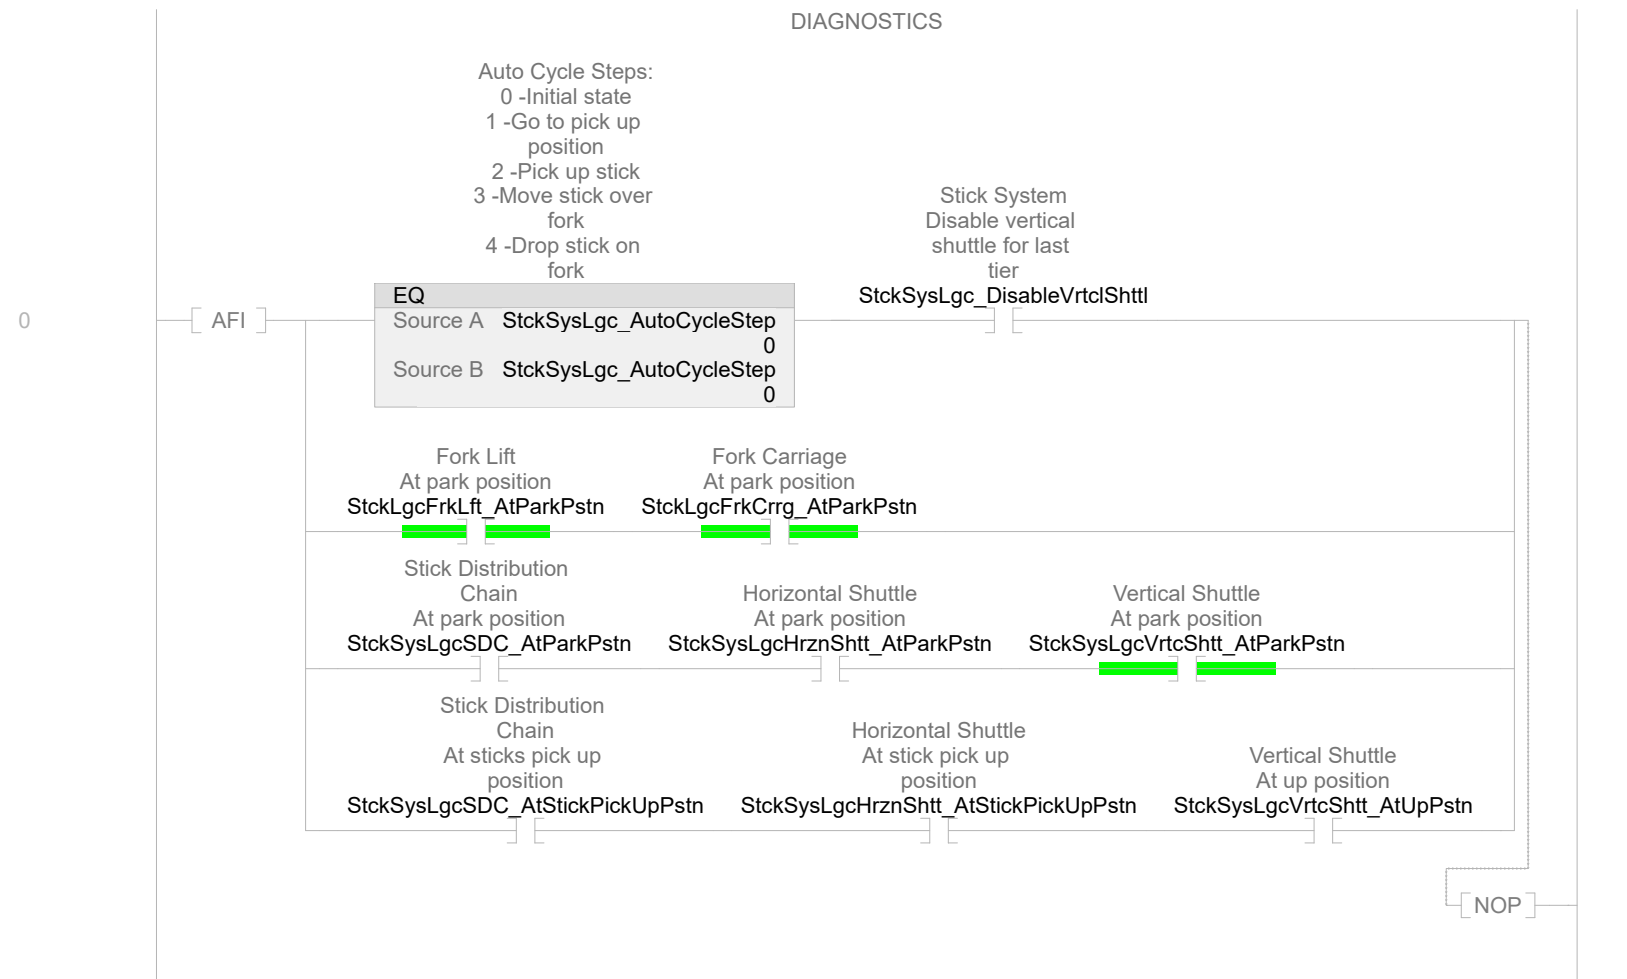 DIAGNOSTICS
Auto Cycle Steps:
0 -Initial state
1 -Go to pick up
position
2 -Pick up stick
3 -Move stick over
fork
4 -Drop stick on
fork
Stick System
Disable vertical
shuttle for last
tier
StckSysLgc_DisableVrtclShttl
0
AFI
EQ
Source A StckSysLgc_AutoCycleStep
0
Source B StckSysLgc_AutoCycleStep
0
Fork Lift
At park position
StckLgcFrkLft_AtParkPstn
Fork Carriage
At park position
StckLgcFrkCrrg_AtParkPstn
Stick Distribution
Chain
At park position
StckSysLgcSDC_AtParkPstn
Horizontal Shuttle
At park position
StckSysLgcHrznShtt_AtParkPstn
Vertical Shuttle
At park position
StckSysLgcVrtcShtt_AtParkPstn
Stick Distribution
Chain
At sticks pick up
position
StckSysLgcSDC_AtStickPickUpPstn
Horizontal Shuttle
At stick pick up
position
StckSysLgcHrznShtt_AtStickPickUpPstn
Vertical Shuttle
At up position
StckSysLgcVrtcShtt_AtUpPstn
NOP